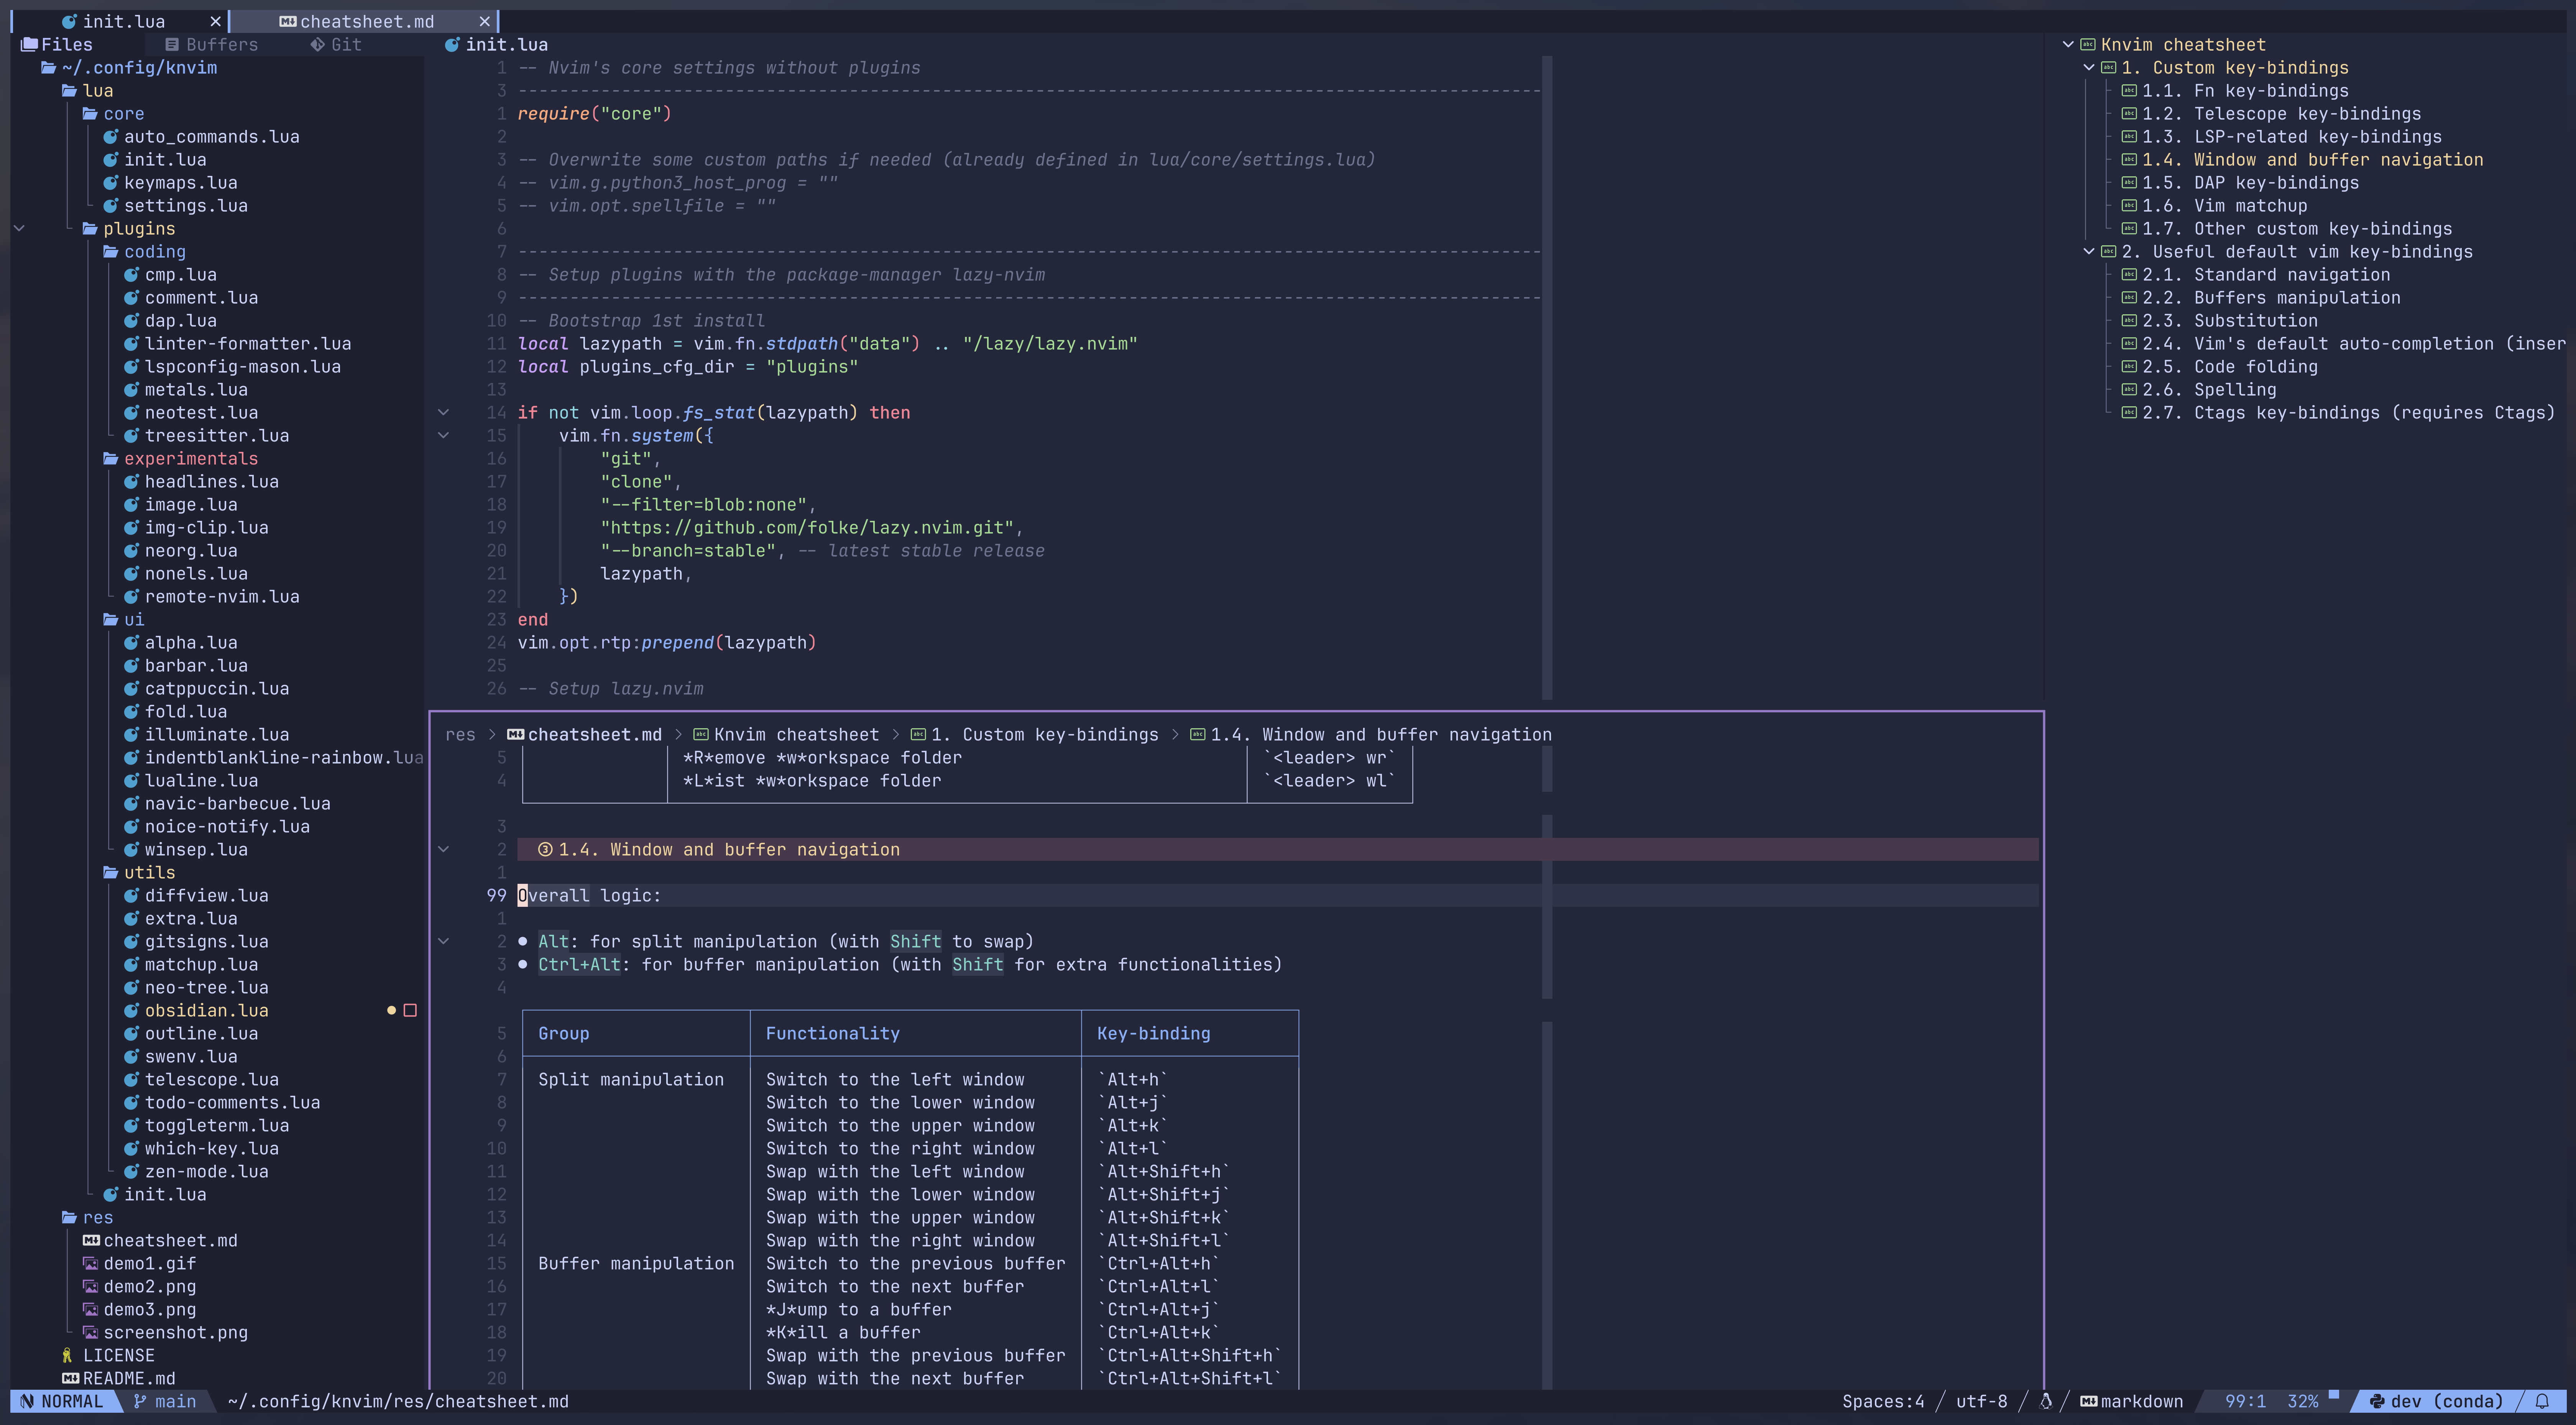 init.lua ✕ cheatsheet.md ✕
Files Buffers Git
~/.config/knvim
lua
core
auto_commands.lua
init.lua
keymaps.lua
settings.lua
plugins
coding
cmp.lua
comment.lua
dap.lua
linter-formatter.lua
lspconfig-mason.lua
metals.lua
neotest.lua
treesitter.lua
experimentals
headlines.lua
image.lua
img-clip.lua
neorg.lua
nonels.lua
remote-nvim.lua
ui
alpha.lua
barbar.lua
catppuccin.lua
fold.lua
illuminate.lua
indentblankline-rainbow.lua
lualine.lua
navic-barbecue.lua
noice-notify.lua
winsep.lua
utils
diffview.lua
extra.lua
gitsigns.lua
matchup.lua
neo-tree.lua
obsidian.lua
outline.lua
swenv.lua
telescope.lua
todo-comments.lua
toggleterm.lua
which-key.lua
zen-mode.lua
init.lua
res
cheatsheet.md
demo1.gif
demo2.png
demo3.png
screenshot.png
LICENSE
README.md
init.lua
1 -- Nvim's core settings without plugins
3 ---------------------------------------------------------------------------------------------------
1 require("core")
2
3 -- Overwrite some custom paths if needed (already defined in lua/core/settings.lua)
4 -- vim.g.python3_host_prog = ""
5 -- vim.opt.spellfile = ""
6
7 ---------------------------------------------------------------------------------------------------
8 -- Setup plugins with the package-manager lazy-nvim
9 ---------------------------------------------------------------------------------------------------
10 -- Bootstrap 1st install
11 local lazypath = vim.fn.stdpath("data") .. "/lazy/lazy.nvim"
12 local plugins_cfg_dir = "plugins"
13
14 if not vim.loop.fs_stat(lazypath) then
15 vim.fn.system({
16 "git",
17 "clone",
18 "--filter=blob:none",
19 "https://github.com/folke/lazy.nvim.git",
20 "--branch=stable", -- latest stable release
21 lazypath,
22 })
23 end
24 vim.opt.rtp:prepend(lazypath)
25
26 -- Setup lazy.nvim
res > cheatsheet.md > Knvim cheatsheet > 1. Custom key-bindings > 1.4. Window and buffer navigation
5 *R*emove *w*orkspace folder `<leader> wr`
4 *L*ist *w*orkspace folder `<leader> wl`
3
2 ③ 1.4. Window and buffer navigation
1
99 Overall logic:
1
2 ● Alt: for split manipulation (with Shift to swap)
3 ● Ctrl+Alt: for buffer manipulation (with Shift for extra functionalities)
4
5 Group Functionality Key-binding
6
7 Split manipulation Switch to the left window `Alt+h`
8 Switch to the lower window `Alt+j`
9 Switch to the upper window `Alt+k`
10 Switch to the right window `Alt+l`
11 Swap with the left window `Alt+Shift+h`
12 Swap with the lower window `Alt+Shift+j`
13 Swap with the upper window `Alt+Shift+k`
14 Swap with the right window `Alt+Shift+l`
15 Buffer manipulation Switch to the previous buffer `Ctrl+Alt+h`
16 Switch to the next buffer `Ctrl+Alt+l`
17 *J*ump to a buffer `Ctrl+Alt+j`
18 *K*ill a buffer `Ctrl+Alt+k`
19 Swap with the previous buffer `Ctrl+Alt+Shift+h`
20 Swap with the next buffer `Ctrl+Alt+Shift+l`
Knvim cheatsheet
1. Custom key-bindings
1.1. Fn key-bindings
1.2. Telescope key-bindings
1.3. LSP-related key-bindings
1.4. Window and buffer navigation
1.5. DAP key-bindings
1.6. Vim matchup
1.7. Other custom key-bindings
2. Useful default vim key-bindings
2.1. Standard navigation
2.2. Buffers manipulation
2.3. Substitution
2.4. Vim's default auto-completion (inser
2.5. Code folding
2.6. Spelling
2.7. Ctags key-bindings (requires Ctags)
NORMAL main ~/.config/knvim/res/cheatsheet.md Spaces:4 / utf-8 / / markdown 99:1 32% dev (conda)